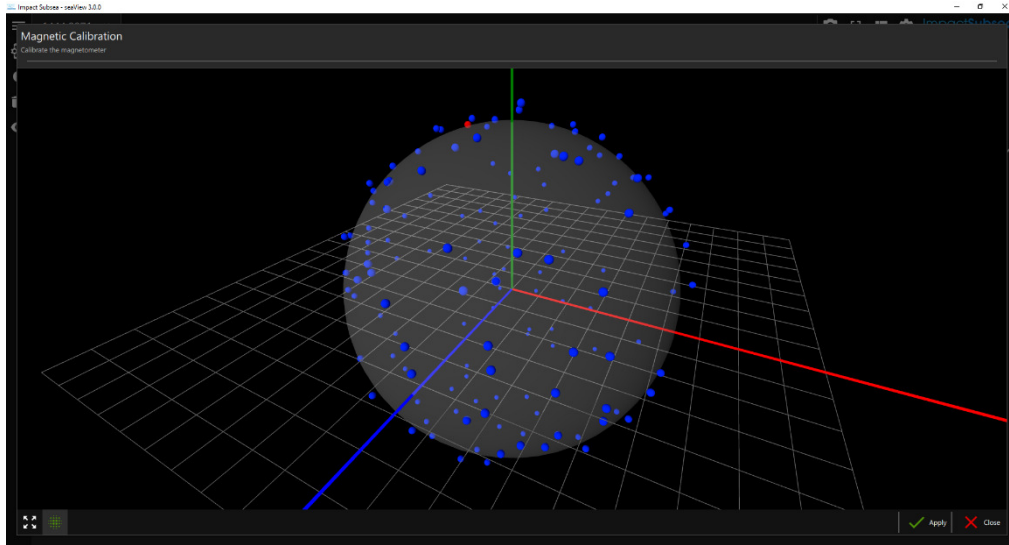 Impact Subsea - seaView 3.0.0
Magnetic Calibration
Calibrate the magnetometer
Apply
Close